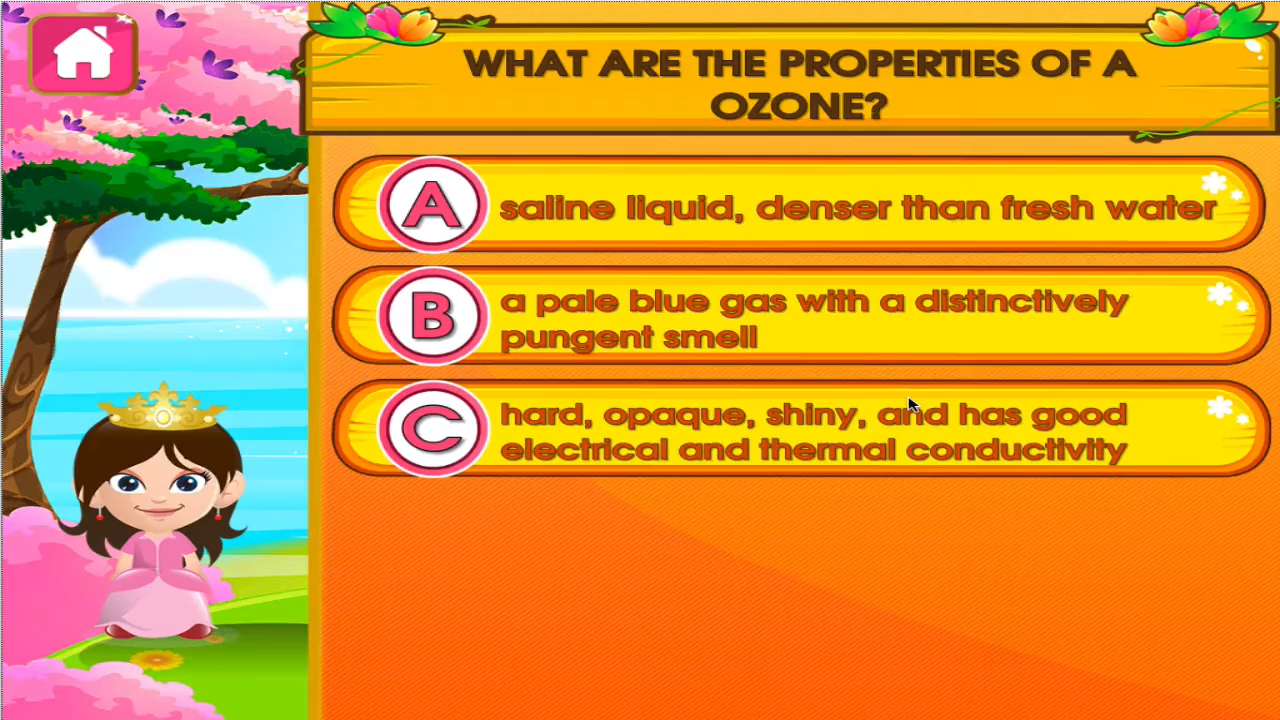 WHAT ARE THE PROPERTIES OF A
OZONE?
A
saline liquid, denser than fresh water
B
a pale blue gas with a distinctively
pungent smell
C
hard, opaque, shiny, and has good
electrical and thermal conductivity